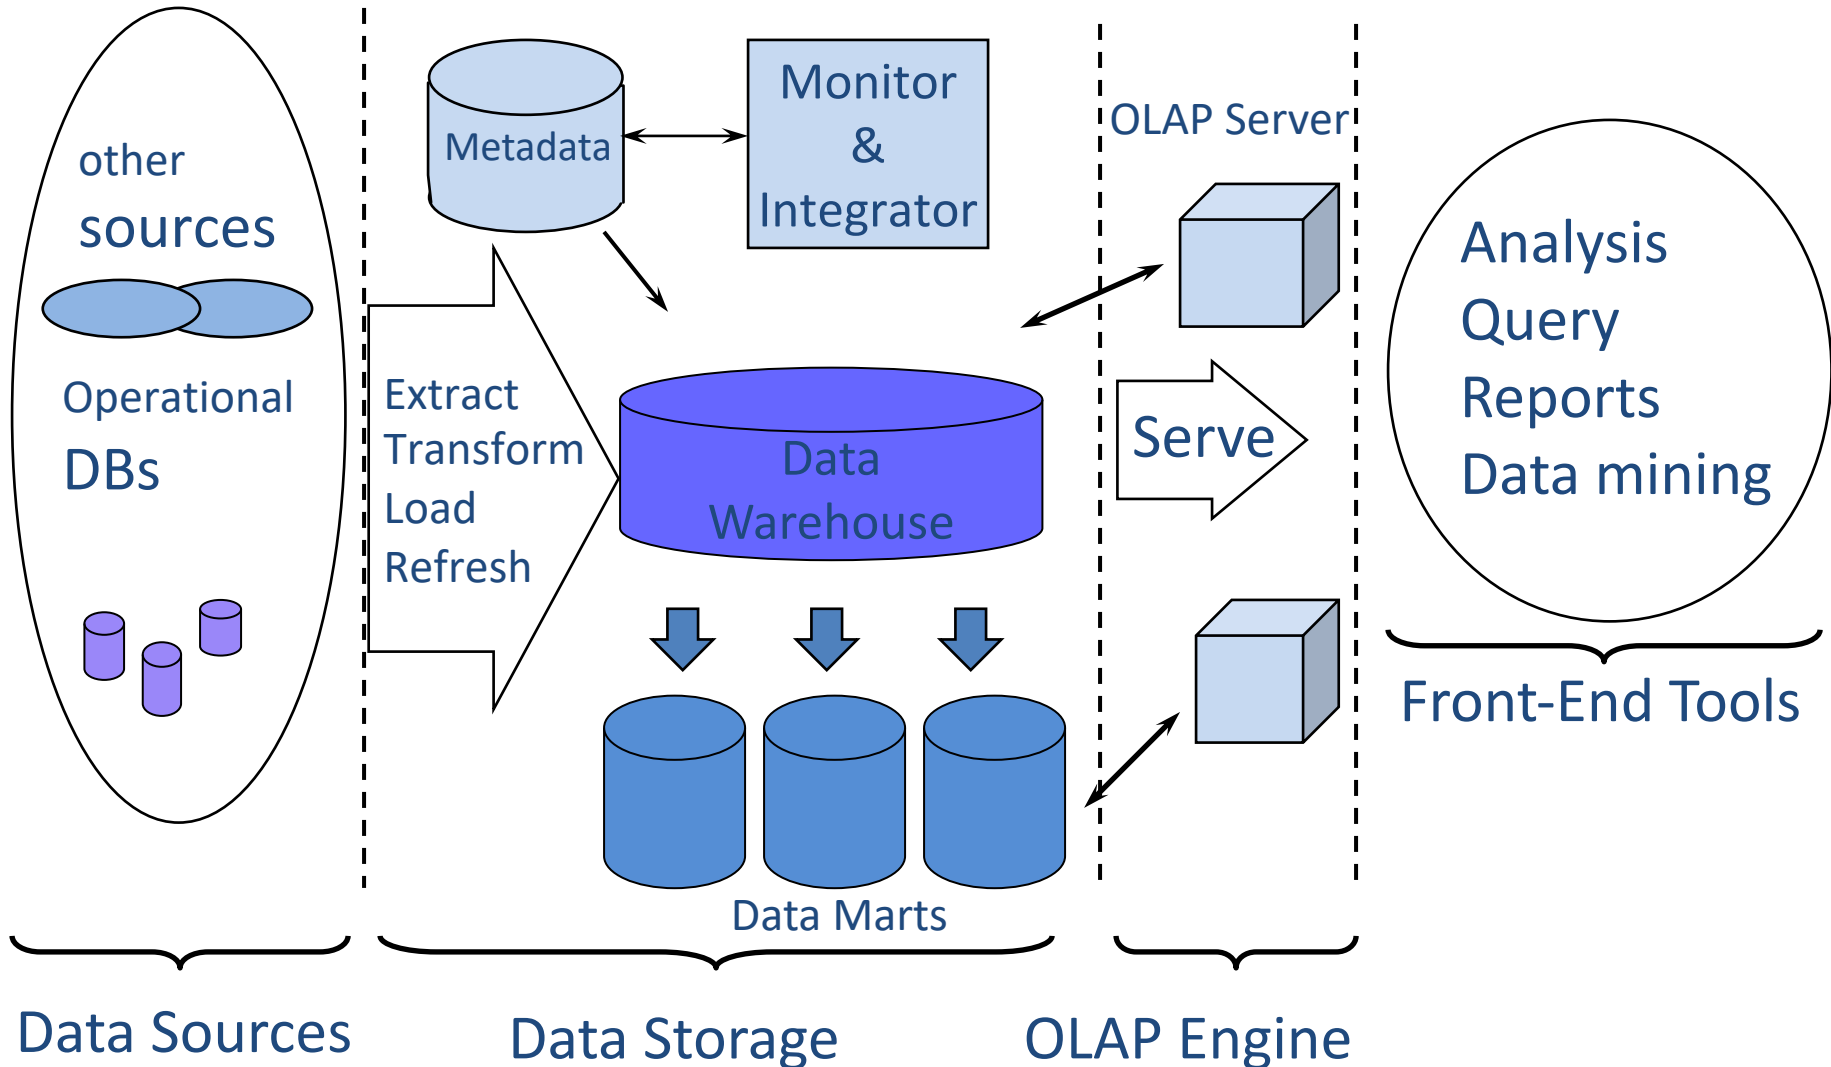 other
sources
Operational
DBs
Metadata
Monitor
&
Integrator
Extract
Transform
Load
Refresh
Data
Warehouse
Data Marts
OLAP Server
Serve
Analysis
Query
Reports
Data mining
Front-End Tools
Data Sources
Data Storage
OLAP Engine